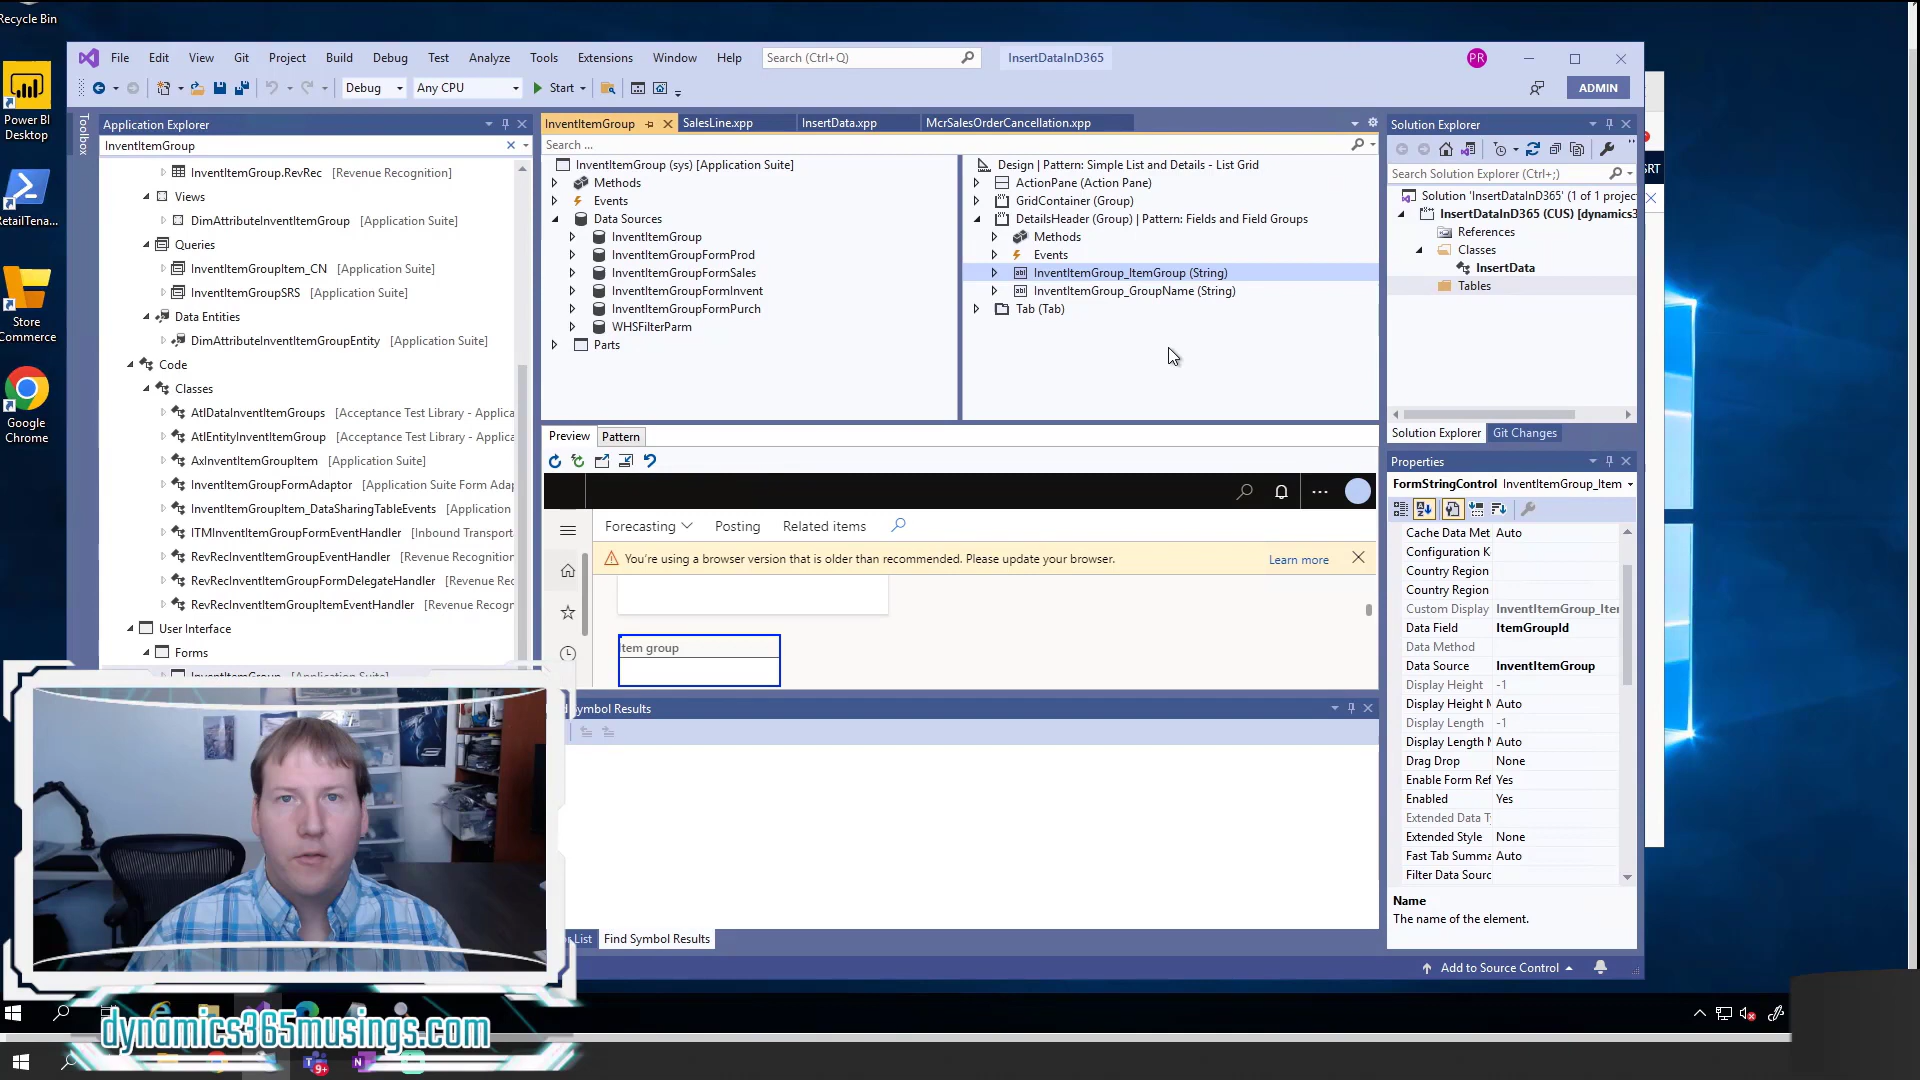 Recycle Bin
Power BI
Desktop
RetailTena...
Store
Commerce
Google
Chrome
File Edit View Git Project Build Debug Test Analyze Tools Extensions Window Help Search (Ctrl+Q) InsertDataInD365 PR
Debug Any CPU Start ADMIN
Toolbox
Application Explorer
InventItemGroup
InventItemGroup.RevRec [Revenue Recognition]
Views
DimAttributeInventItemGroup [Application Suite]
Queries
InventItemGroupItem_CN [Application Suite]
InventItemGroupSRS [Application Suite]
Data Entities
DimAttributeInventItemGroupEntity [Application Suite]
Code
Classes
AtlDataInventItemGroups [Acceptance Test Library - Applica
AtlEntityInventItemGroup [Acceptance Test Library - Applic
AxInventItemGroupItem [Application Suite]
InventItemGroupFormAdaptor [Application Suite Form Adap
InventItemGroupItem_DataSharingTableEvents [Application
ITMInventItemGroupFormEventHandler [Inbound Transport
RevRecInventItemGroupEventHandler [Revenue Recognition
RevRecInventItemGroupFormDelegateHandler [Revenue Rec
RevRecInventItemGroupItemEventHandler [Revenue Recogn
User Interface
Forms
InventItemGroup [Application Suite]
InventItemGroup SalesLine.xpp InsertData.xpp McrSalesOrderCancellation.xpp
Search ...
InventItemGroup (sys) [Application Suite]
Methods
Events
Data Sources
InventItemGroup
InventItemGroupFormProd
InventItemGroupFormSales
InventItemGroupFormInvent
InventItemGroupFormPurch
WHSFilterParm
Parts
Design | Pattern: Simple List and Details - List Grid
ActionPane (Action Pane)
GridContainer (Group)
DetailsHeader (Group) | Pattern: Fields and Field Groups
Methods
Events
InventItemGroup_ItemGroup (String)
InventItemGroup_GroupName (String)
Tab (Tab)
Preview Pattern
Forecasting Posting Related items
You're using a browser version that is older than recommended. Please update your browser. Learn more
tem group
ymbol Results
List Find Symbol Results
Solution Explorer
Search Solution Explorer (Ctrl+;)
Solution 'InsertDataInD365' (1 of 1 project
InsertDataInD365 (CUS) [dynamics3
References
Classes
InsertData
Tables
Solution Explorer Git Changes
Properties
FormStringControl InventItemGroup_Item
Cache Data Met Auto
Configuration K
Country Region
Country Region
Custom Display InventItemGroup_Iter
Data Field ItemGroupId
Data Method
Data Source InventItemGroup
Display Height -1
Display Height M Auto
Display Length -1
Display Length M Auto
Drag Drop None
Enable Form Ref Yes
Enabled Yes
Extended Data Ty
Extended Style None
Fast Tab Summa Auto
Filter Data Sourc
Name
The name of the element.
Add to Source Control
SRT
dynamics365musings.com
9+